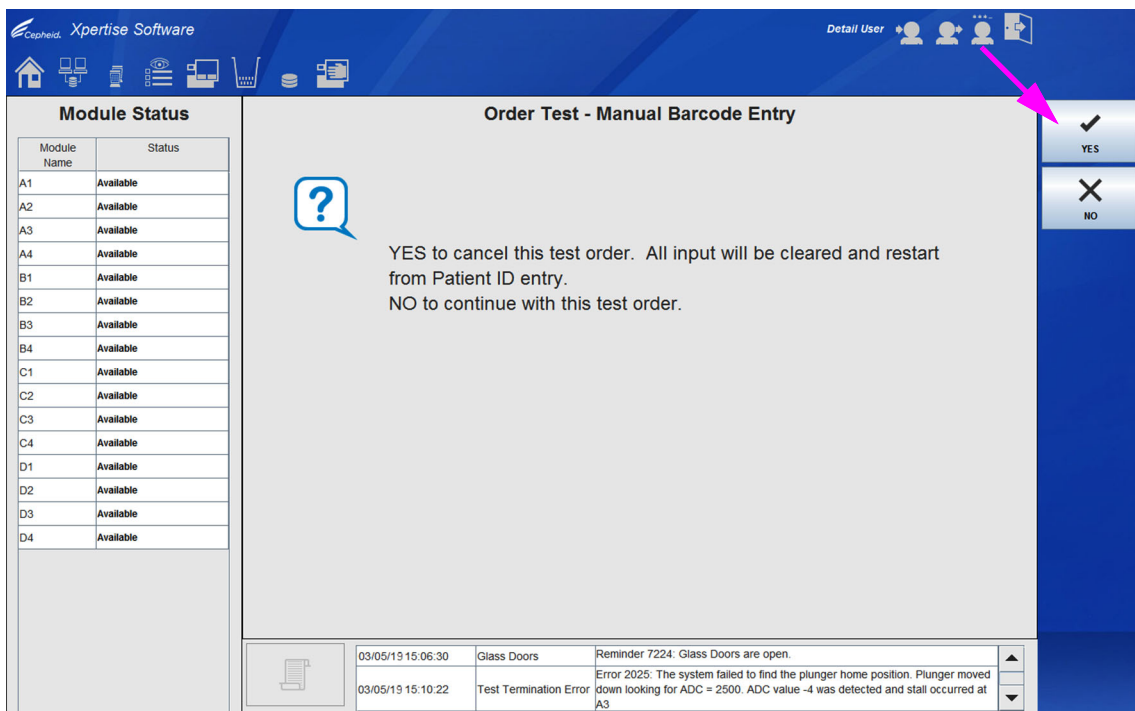 Cepheid. Xpertise Software
Detail User
Module Status
Order Test - Manual Barcode Entry
YES
NO
Module Name Status
A1 Available
A2 Available
A3 Available
A4 Available
B1 Available
B2 Available
B3 Available
B4 Available
C1 Available
C2 Available
C3 Available
C4 Available
D1 Available
D2 Available
D3 Available
D4 Available
?
YES to cancel this test order. All input will be cleared and restart
from Patient ID entry.
NO to continue with this test order.
03/05/19 15:06:30 Glass Doors Reminder 7224: Glass Doors are open.
03/05/19 15:10:22 Test Termination Error Error 2025: The system failed to find the plunger home position. Plunger moved
down looking for ADC = 2500. ADC value -4 was detected and stall occurred at
A3